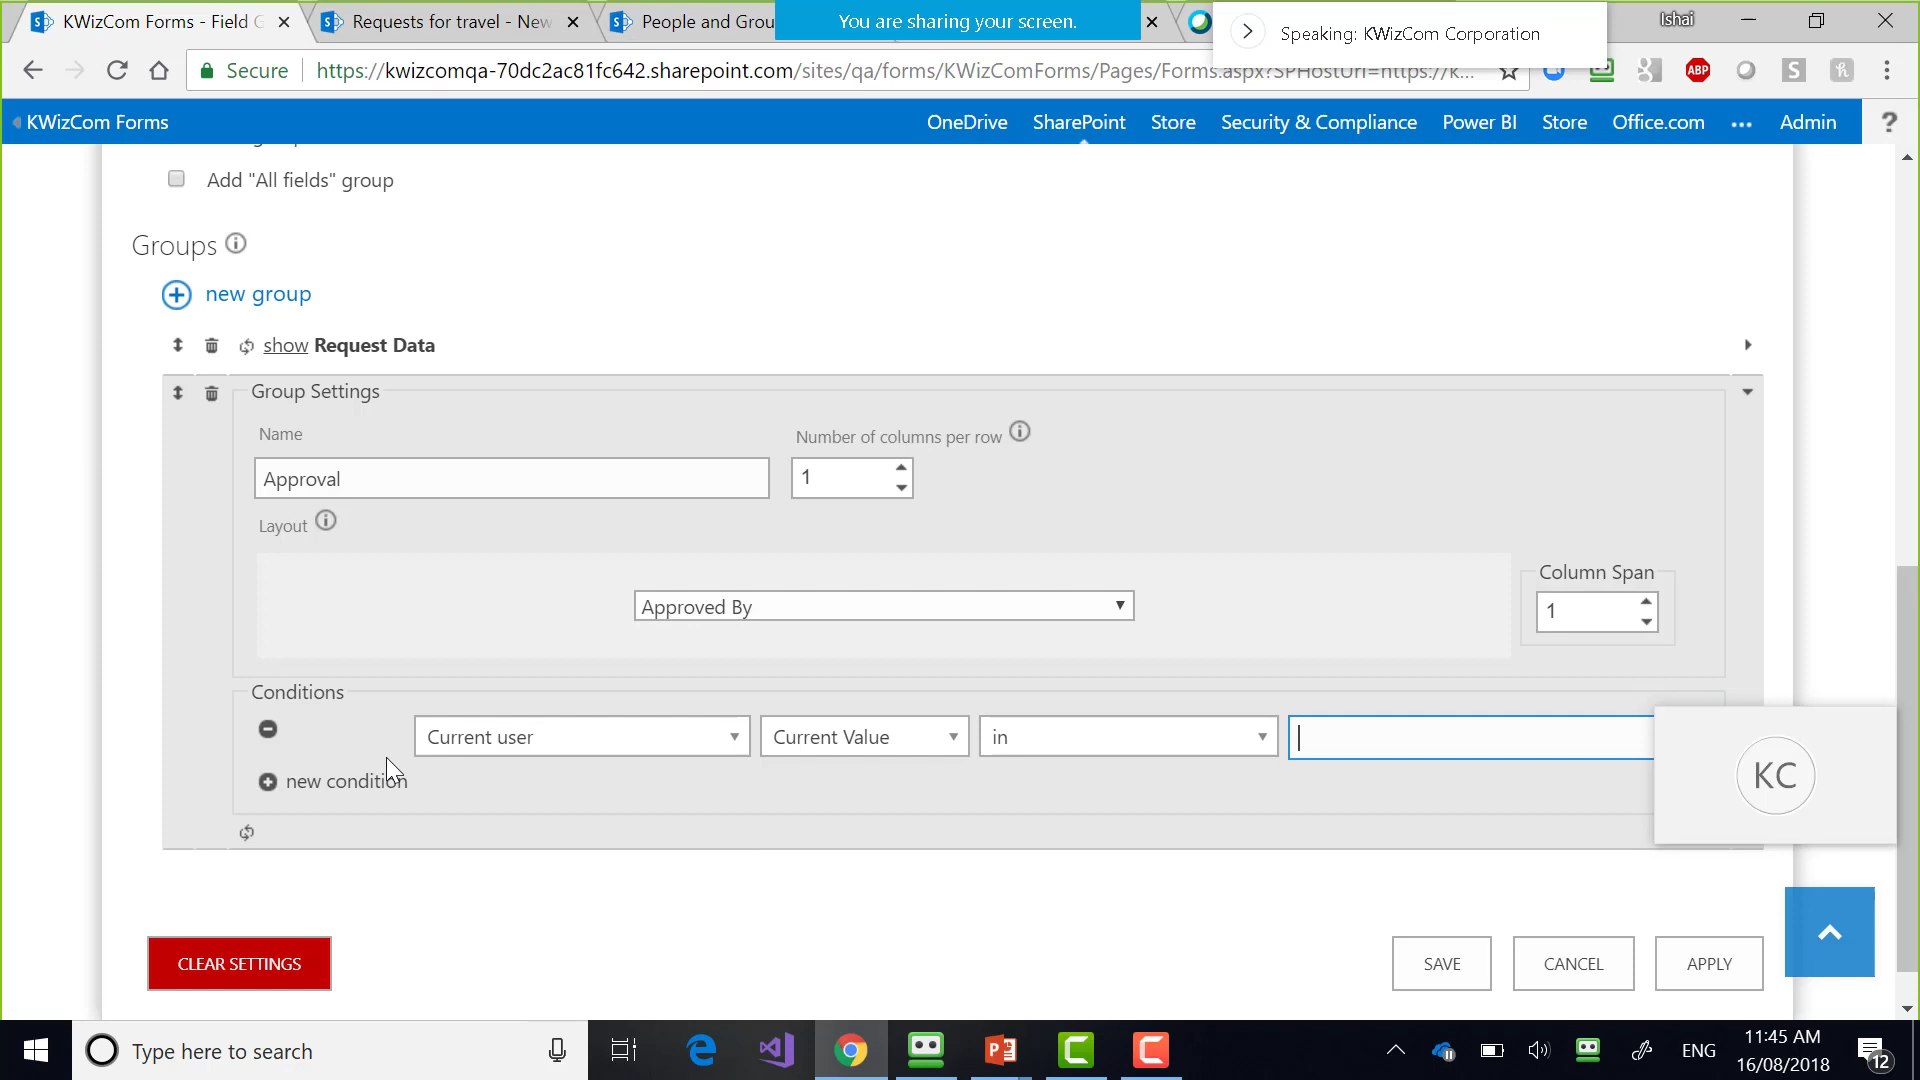 KWizCom Forms - Field G
Requests for travel - New
People and Grou
You are sharing your screen.
Speaking: KWizCom Corporation
Ishai
Secure
https://kwizcomqa-70dc2ac81fc642.sharepoint.com/sites/qa/forms/KWizComForms/Pages/Forms.aspx?SPHostUrl=https://k...
ABP
S
h
KWizCom Forms
OneDrive
SharePoint
Store
Security & Compliance
Power BI
Store
Office.com
...
Admin
?
Add "All fields" group
Groups
new group
show Request Data
Group Settings
Name
Number of columns per row
Approval
1
Layout
Approved By
Column Span
1
Conditions
Current user
Current Value
in
new condition
KC
CLEAR SETTINGS
SAVE
CANCEL
APPLY
Type here to search
ENG
11:45 AM
16/08/2018
12